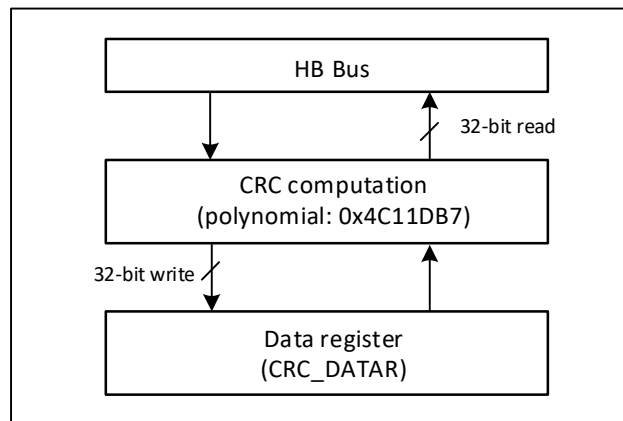 HB Bus
32-bit read
CRC computation
(polynomial: 0x4C11DB7)
32-bit write
Data register
(CRC_DATAR)